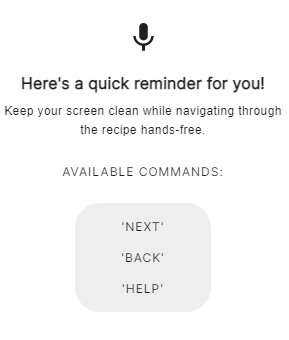 Here's a quick reminder for you!
Keep your screen clean while navigating through
the recipe hands-free.
AVAILABLE COMMANDS:
'NEXT'
'BACK'
'HELP'